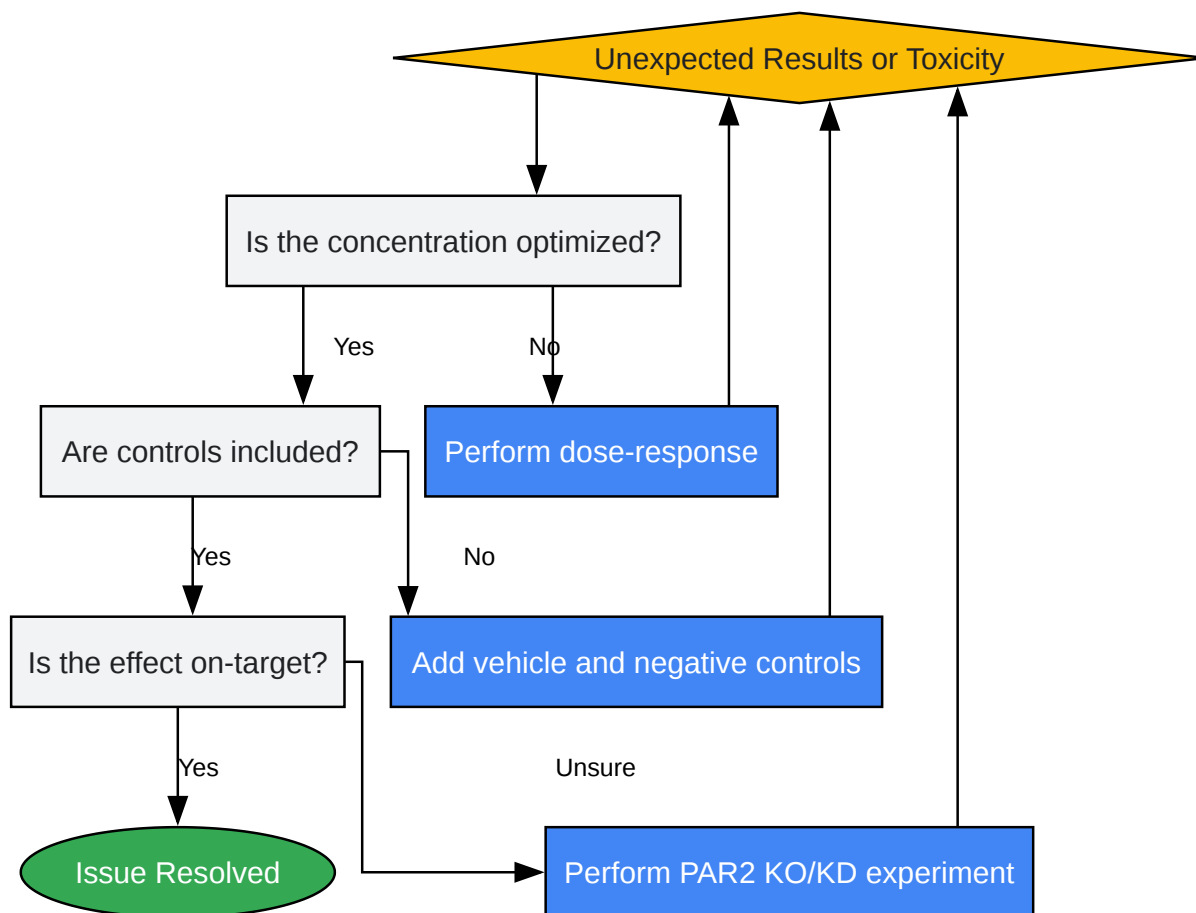 Unexpected Results or Toxicity
Is the concentration optimized?
Yes
No
Are controls included?
Perform dose-response
Yes
No
Is the effect on-target?
Add vehicle and negative controls
Yes
Unsure
Issue Resolved
Perform PAR2 KO/KD experiment